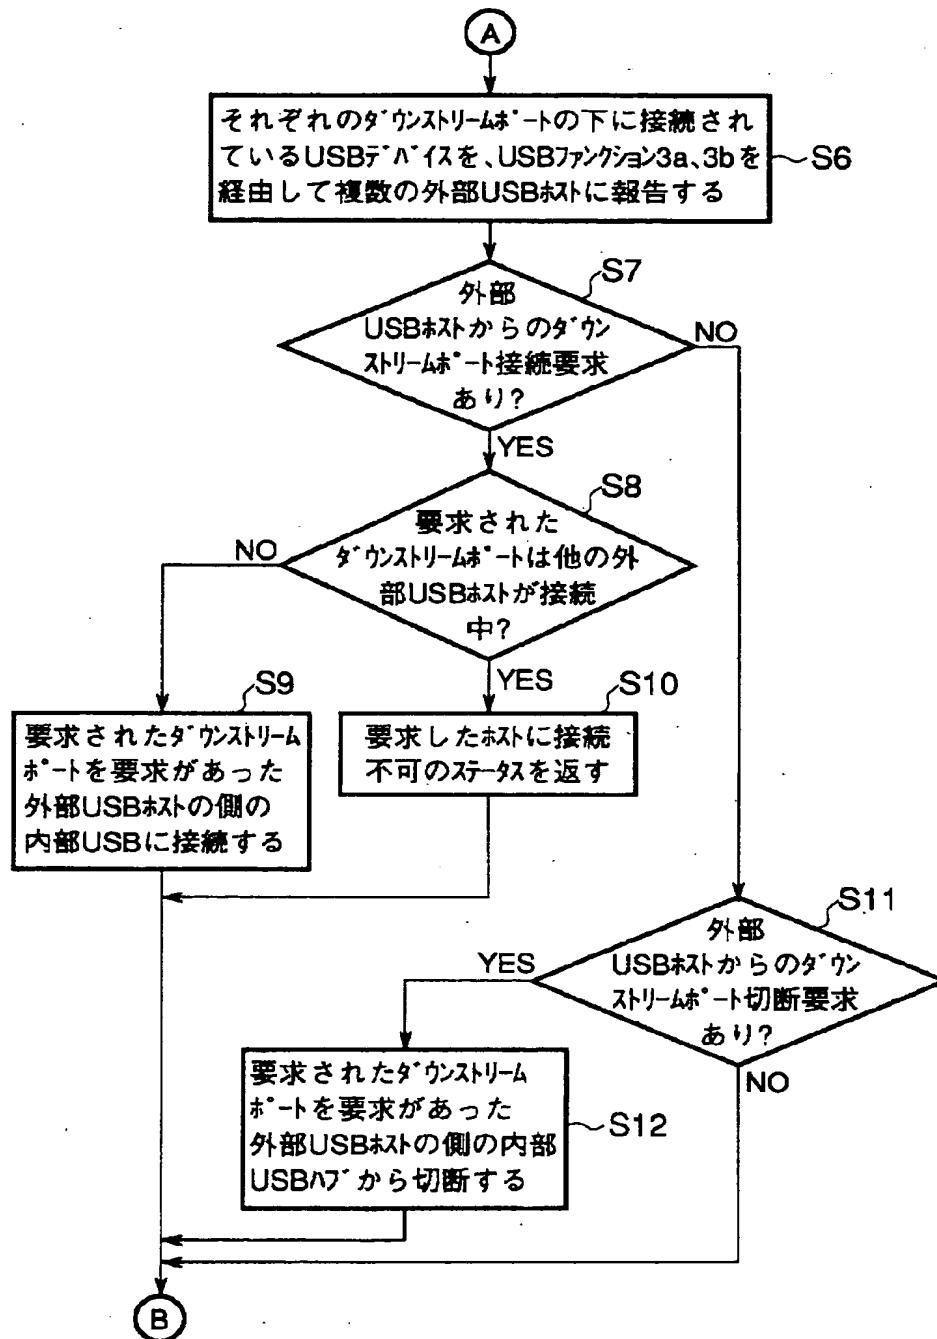 A
それぞれのダウンストリームポートの下に接続され
ているUSBデバイスを、USBファンクション3a、3bを
経由して複数の外部USBホストに報告する
S6
S7
外部
USBホストからのダウン
ストリームポート接続要求
あり?
NO
YES
S8
要求された
ダウンストリームポートは他の外
部USBホストが接続
中?
NO
YES
S9
要求されたダウンストリーム
ポートを要求があった
外部USBホストの側の
内部USBに接続する
S10
要求したホストに接続
不可のステータスを返す
S11
外部
USBホストからのダウン
ストリームポート切断要求
あり?
YES
NO
要求されたダウンストリーム
ポートを要求があった
外部USBホストの側の内部
USBハブから切断する
S12
B